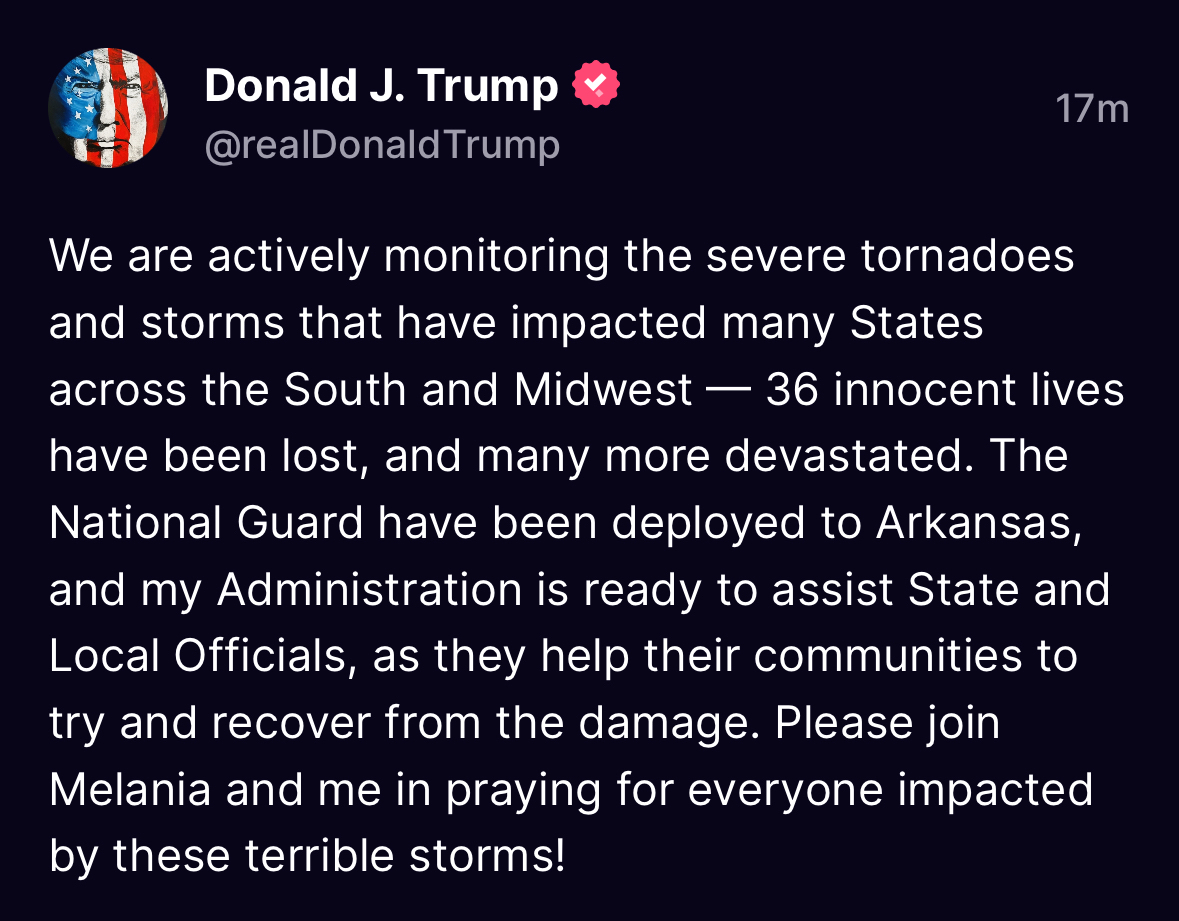 Donald J. Trump
@realDonaldTrump
17m
We are actively monitoring the severe tornadoes
and storms that have impacted many States
across the South and Midwest — 36 innocent lives
have been lost, and many more devastated. The
National Guard have been deployed to Arkansas,
and my Administration is ready to assist State and
Local Officials, as they help their communities to
try and recover from the damage. Please join
Melania and me in praying for everyone impacted
by these terrible storms!